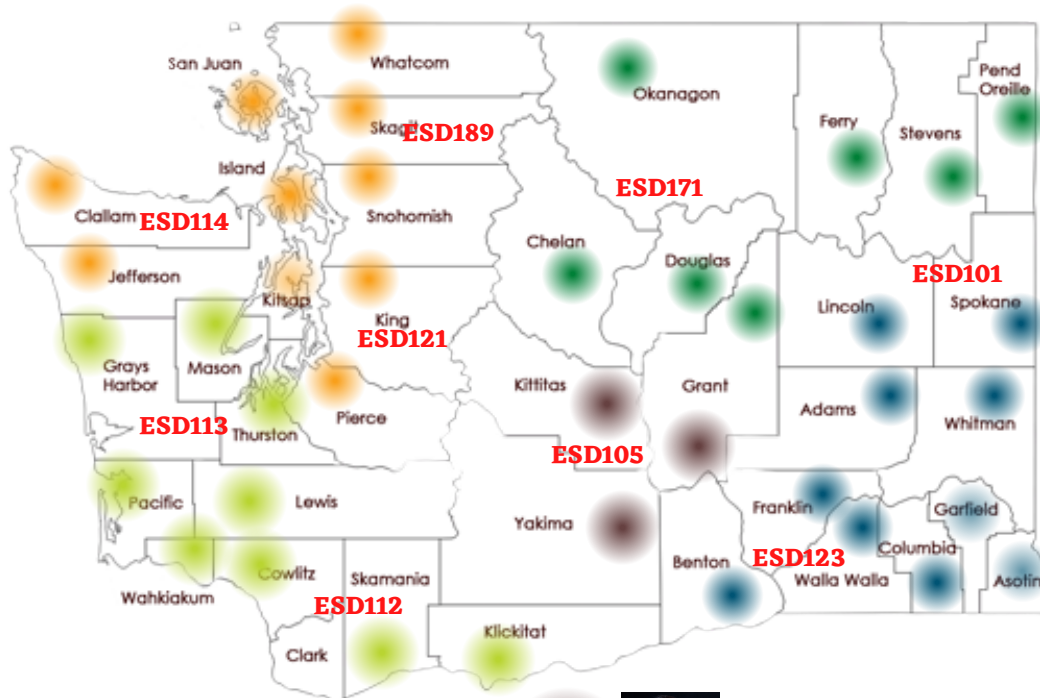 San Juan
Whatcom
Okanagon
Pend
Oreille
Skagit
ESD189
Ferry
Stevens
Island
ESD171
Clallam
ESD114
Snohomish
Chelan
Douglas
Jefferson
Kitsap
ESD101
Lincoln
Spokane
King
ESD121
Grays
Harbor
Mason
Kittitas
Grant
Adams
Whitman
Pierce
ESD113
Thurston
ESD105
Pacific
Lewis
Yakima
Franklin
Garfield
Benton
ESD123
Columbia
Walla Walla
Asotin
Wahkiakum
Cowlitz
Skamania
ESD112
Klickitat
Clark